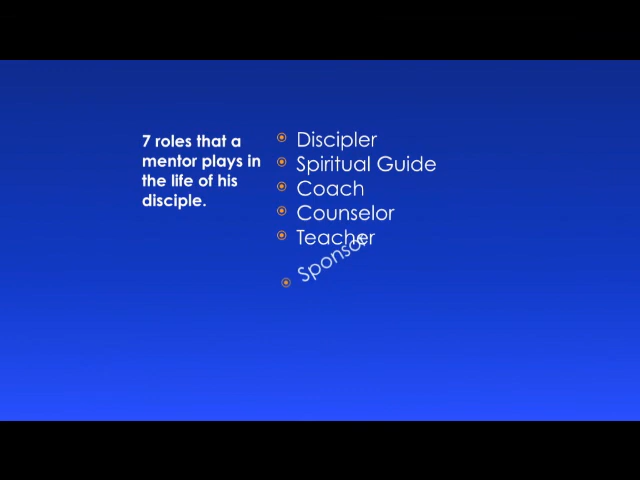 7 roles that a
mentor plays in
the life of his
disciple.
Discipler
Spiritual Guide
Coach
Counselor
Teacher
Sponsor